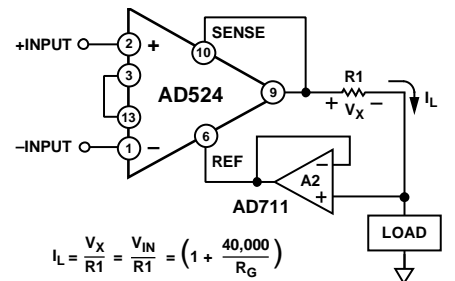 SENSE
+INPUT
2
+
10
3
R1
AD524
9
+ VX –
IL
13
–INPUT
1
–
6
REF
–
A2
+
AD711
LOAD
IL = VX/R1 = VIN/R1 = (1 + 40,000/RG)